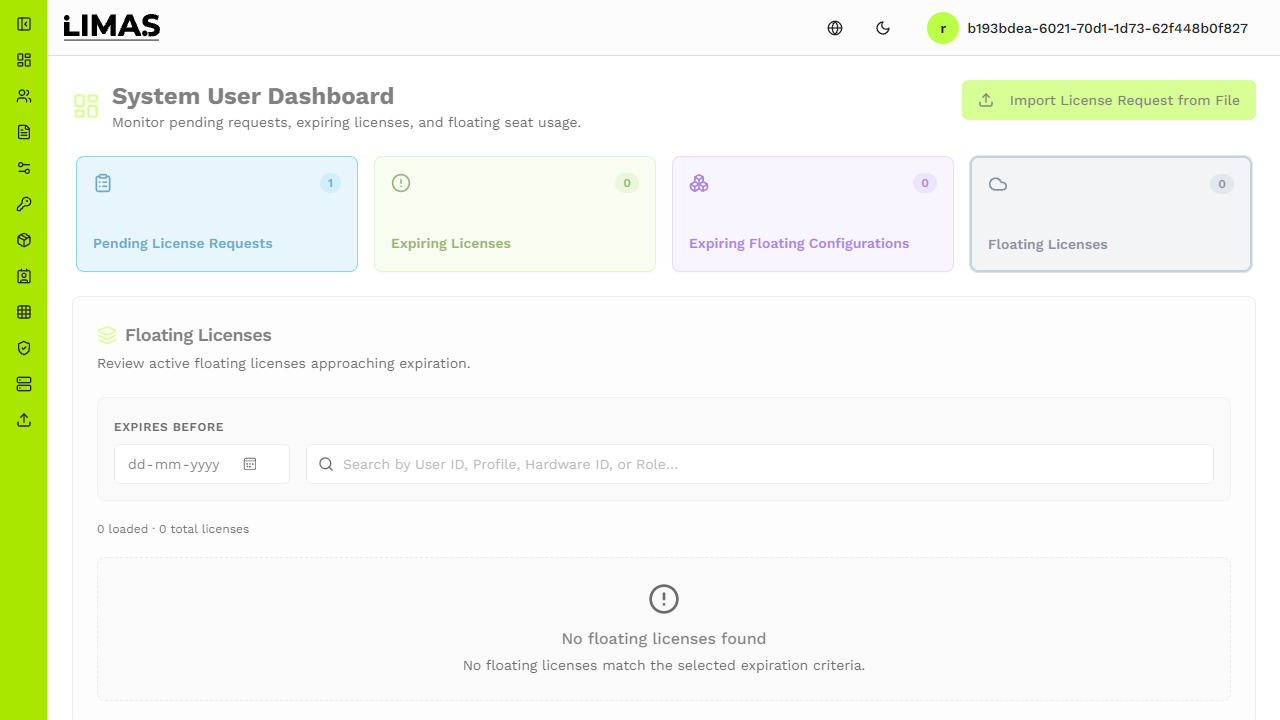 LIMAS
r
b193bdea-6021-70d1-1d73-62f448b0f827
System User Dashboard
Monitor pending requests, expiring licenses, and floating seat usage.
Import License Request from File
1
Pending License Requests
0
Expiring Licenses
0
Expiring Floating Configurations
0
Floating Licenses
Floating Licenses
Review active floating licenses approaching expiration.
EXPIRES BEFORE
dd-mm-yyyy
Search by User ID, Profile, Hardware ID, or Role...
0 loaded · 0 total licenses
No floating licenses found
No floating licenses match the selected expiration criteria.